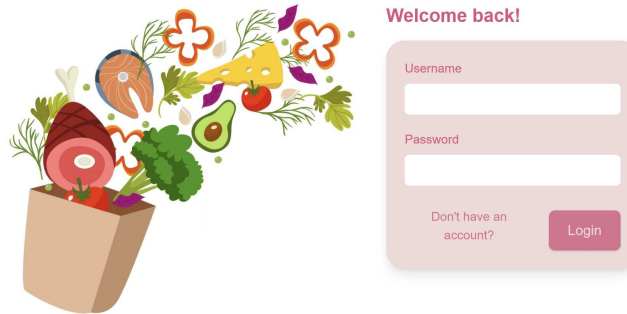 Welcome back!
Username
Password
Don't have an
account?
Login